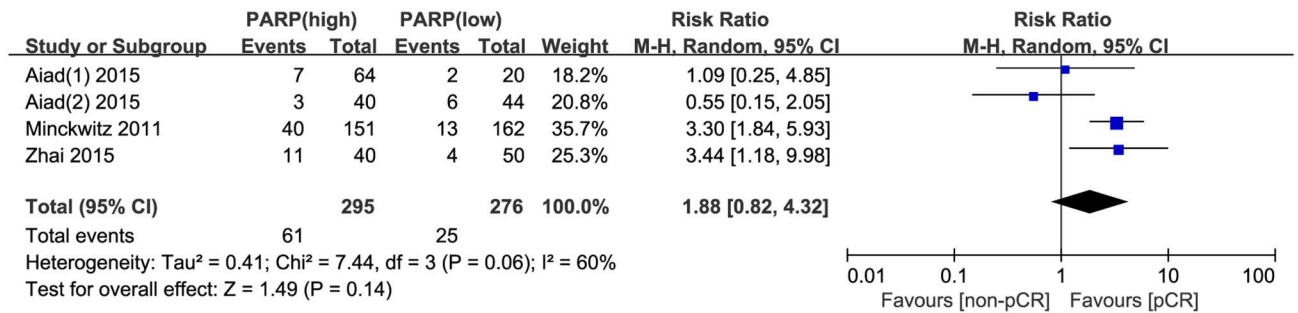 PARP(high) PARP(low) Risk Ratio Risk Ratio
Study or Subgroup Events Total Events Total Weight M-H, Random, 95% CI M-H, Random, 95% CI
Aiad(1) 2015 7 64 2 20 18.2% 1.09 [0.25, 4.85]
Aiad(2) 2015 3 40 6 44 20.8% 0.55 [0.15, 2.05]
Minckwitz 2011 40 151 13 162 35.7% 3.30 [1.84, 5.93]
Zhai 2015 11 40 4 50 25.3% 3.44 [1.18, 9.98]
Total (95% CI) 295 276 100.0% 1.88 [0.82, 4.32]
Total events 61 25
Heterogeneity: Tau² = 0.41; Chi² = 7.44, df = 3 (P = 0.06); I² = 60%
Test for overall effect: Z = 1.49 (P = 0.14)
0.01 0.1 1 10 100
Favours [non-pCR] Favours [pCR]